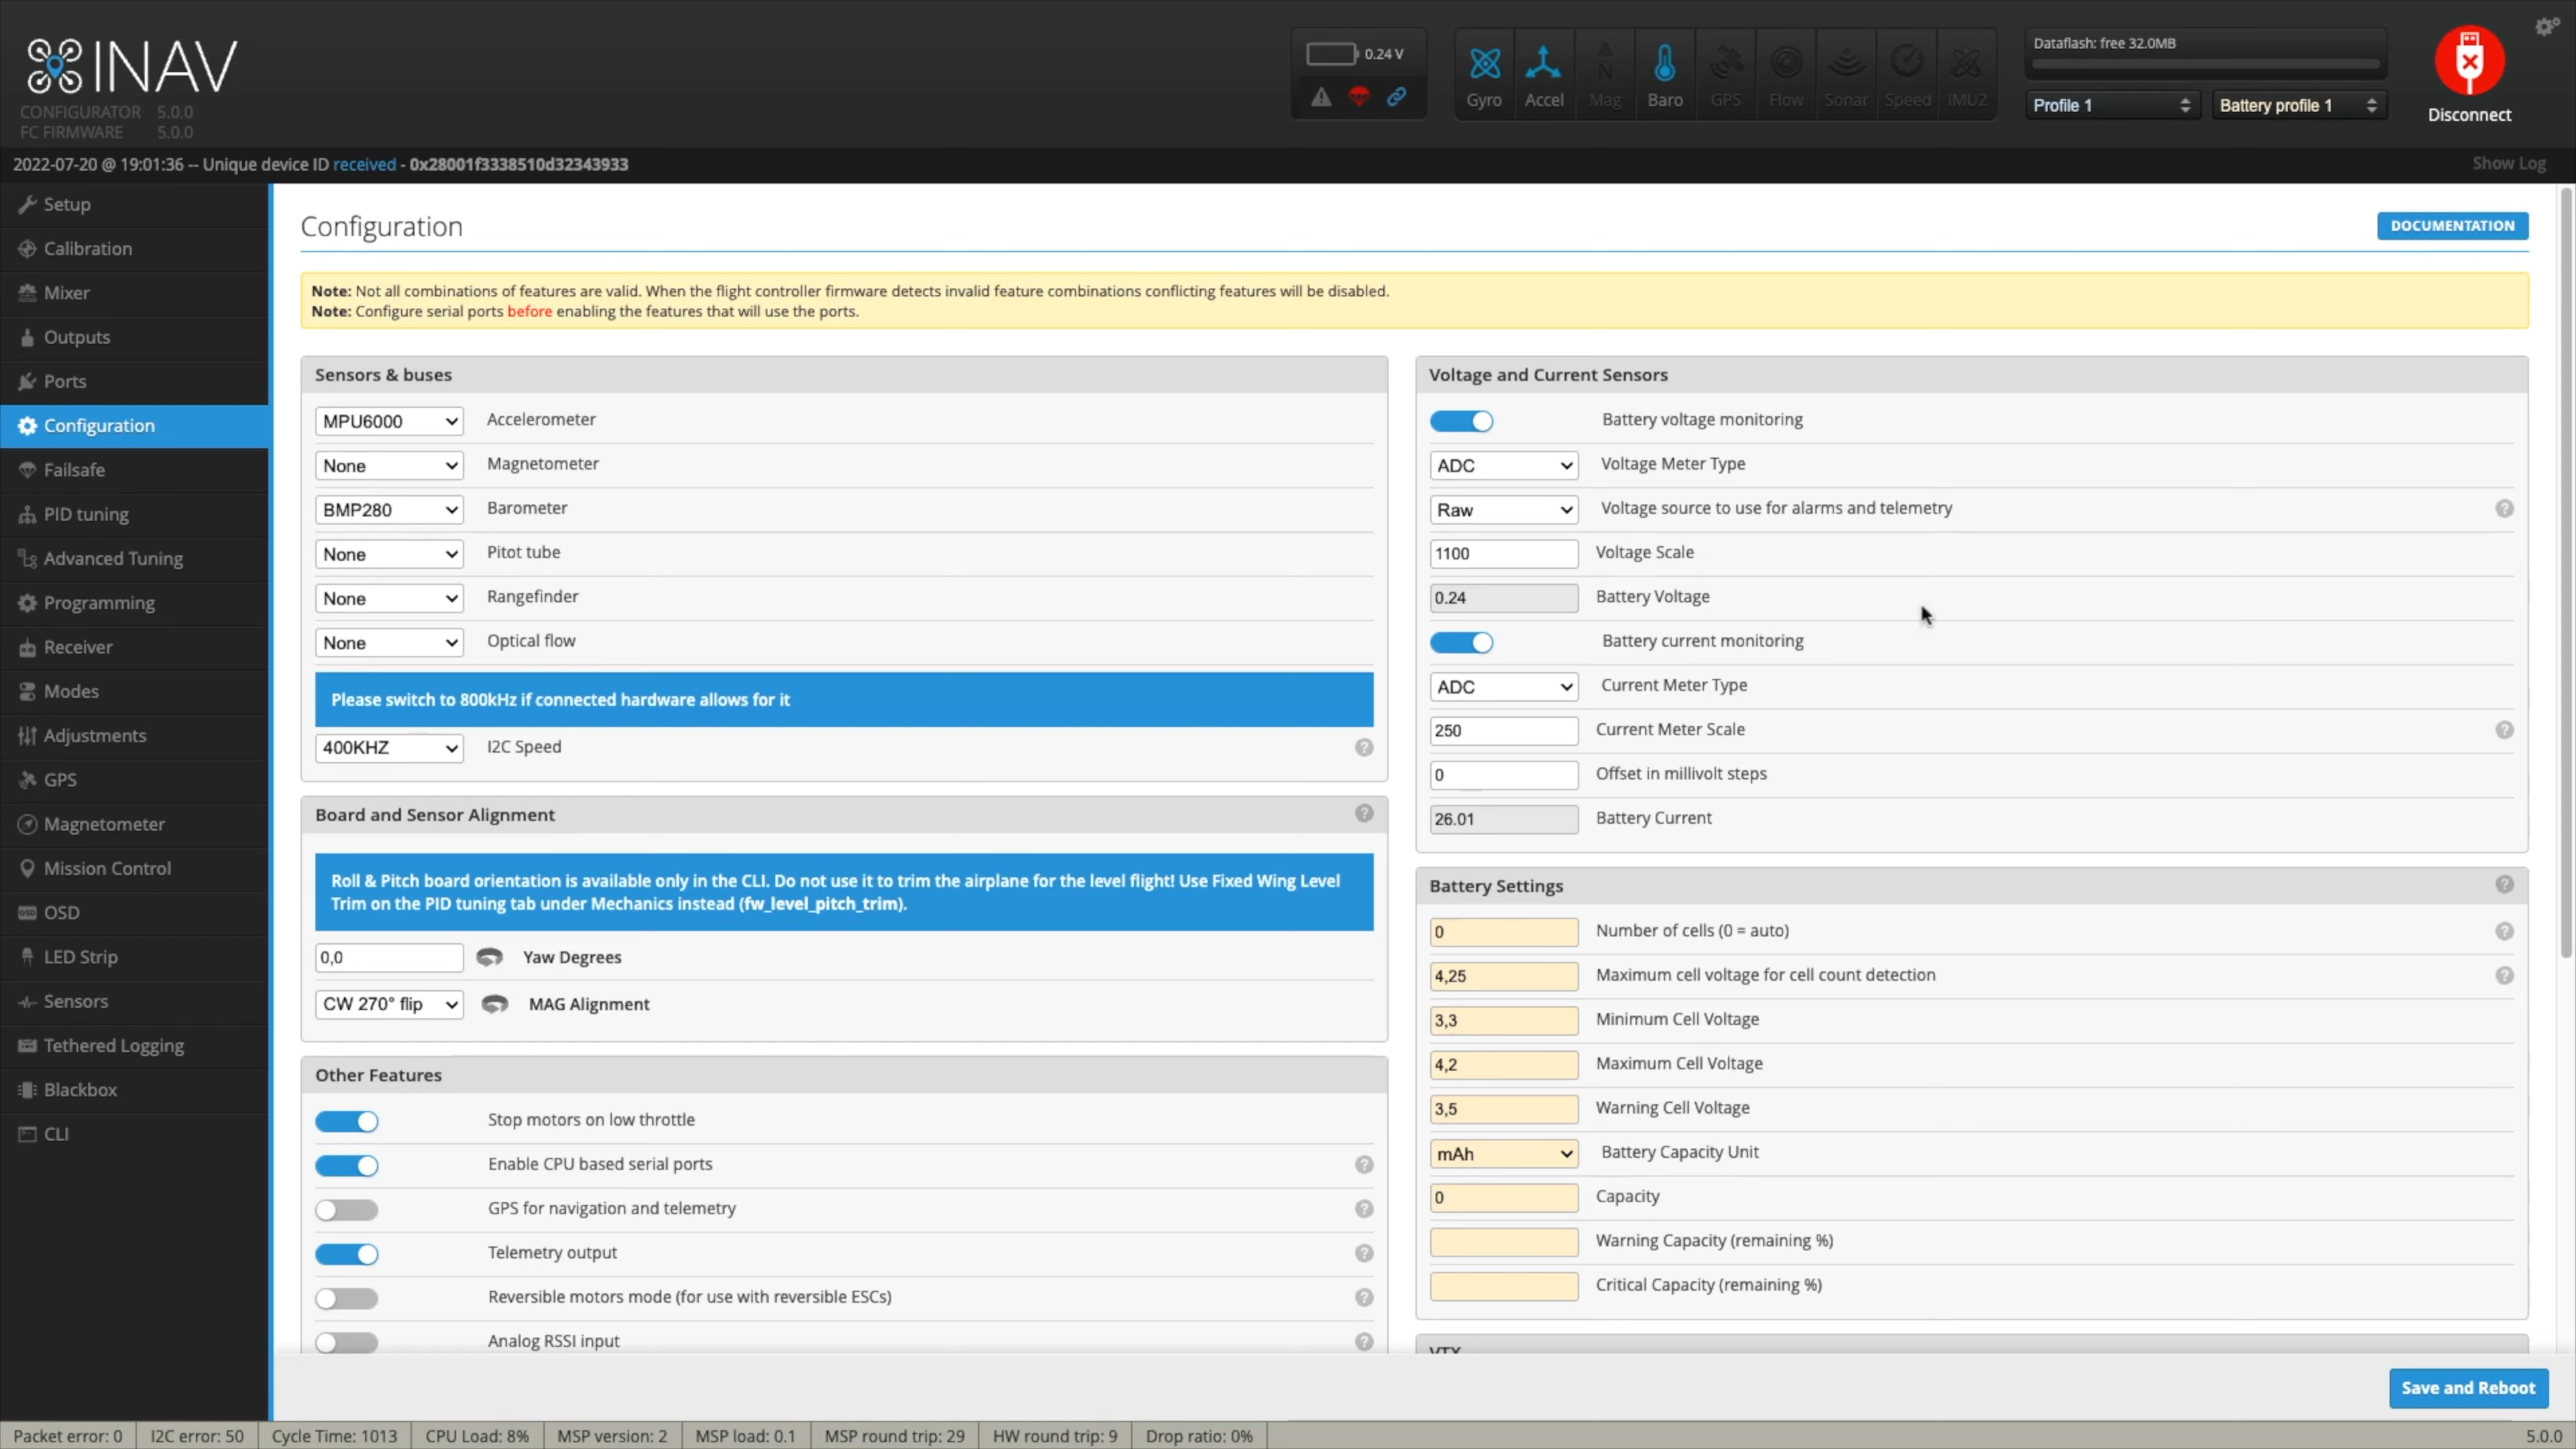 INAV
CONFIGURATOR 5.0.0
FC FIRMWARE 5.0.0
0.24 V
Gyro
Accel
Mag
Baro
GPS
Flow
Sonar
Speed
IMU2
Dataflash: free 32.0MB
Profile 1
Battery profile 1
Disconnect
2022-07-20 @ 19:01:36 -- Unique device ID received - 0x28001f3338510d32343933
Show Log
Setup
Calibration
Mixer
Outputs
Ports
Configuration
Failsafe
PID tuning
Advanced Tuning
Programming
Receiver
Modes
Adjustments
GPS
Magnetometer
Mission Control
OSD
LED Strip
Sensors
Tethered Logging
Blackbox
CLI
Configuration
DOCUMENTATION
Note: Not all combinations of features are valid. When the flight controller firmware detects invalid feature combinations conflicting features will be disabled.
Note: Configure serial ports before enabling the features that will use the ports.
Sensors & buses
MPU6000 Accelerometer
None Magnetometer
BMP280 Barometer
None Pitot tube
None Rangefinder
None Optical flow
Please switch to 800kHz if connected hardware allows for it
400KHZ I2C Speed
Board and Sensor Alignment
Roll & Pitch board orientation is available only in the CLI. Do not use it to trim the airplane for the level flight! Use Fixed Wing Level
Trim on the PID tuning tab under Mechanics instead (fw_level_pitch_trim).
0,0 Yaw Degrees
CW 270° flip MAG Alignment
Other Features
Stop motors on low throttle
Enable CPU based serial ports
GPS for navigation and telemetry
Telemetry output
Reversible motors mode (for use with reversible ESCs)
Analog RSSI input
Voltage and Current Sensors
Battery voltage monitoring
ADC Voltage Meter Type
Raw Voltage source to use for alarms and telemetry
1100 Voltage Scale
0.24 Battery Voltage
Battery current monitoring
ADC Current Meter Type
250 Current Meter Scale
0 Offset in millivolt steps
26.01 Battery Current
Battery Settings
0 Number of cells (0 = auto)
4,25 Maximum cell voltage for cell count detection
3,3 Minimum Cell Voltage
4,2 Maximum Cell Voltage
3,5 Warning Cell Voltage
mAh Battery Capacity Unit
0 Capacity
Warning Capacity (remaining %)
Critical Capacity (remaining %)
VTX
Save and Reboot
Packet error: 0
I2C error: 50
Cycle Time: 1013
CPU Load: 8%
MSP version: 2
MSP load: 0.1
MSP round trip: 29
HW round trip: 9
Drop ratio: 0%
5.0.0